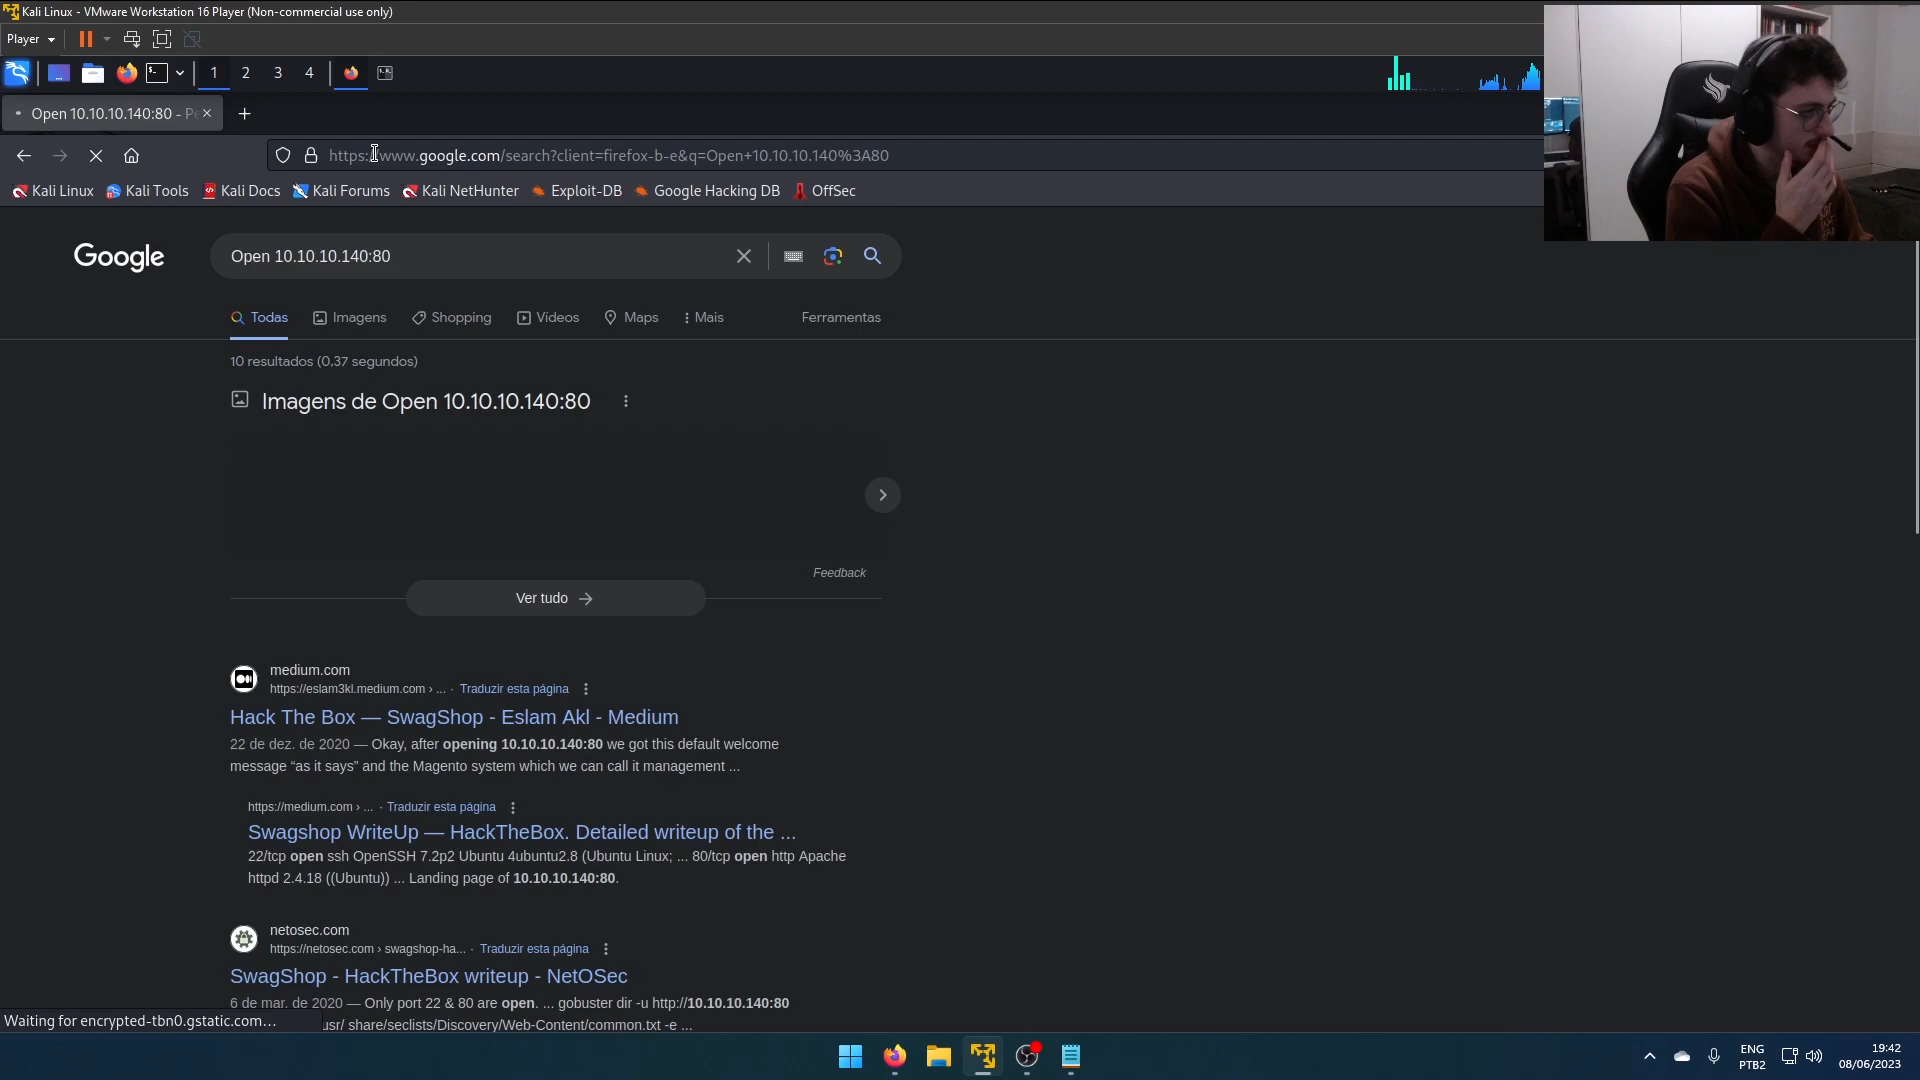 Kali Linux - VMware Workstation 16 Player (Non-commercial use only)
Player
1 2 3 4
Open 10.10.10.140:80 - Pe
https://www.google.com/search?client=firefox-b-e&q=Open+10.10.10.140%3A80
Kali Linux Kali Tools Kali Docs Kali Forums Kali NetHunter Exploit-DB Google Hacking DB OffSec
Google Open 10.10.10.140:80
Todas Imagens Shopping Vídeos Maps Mais Ferramentas
10 resultados (0,37 segundos)
Imagens de Open 10.10.10.140:80
Feedback
Ver tudo
medium.com
https://eslam3kl.medium.com › ... · Traduzir esta página
Hack The Box — SwagShop - Eslam Akl - Medium
22 de dez. de 2020 — Okay, after opening 10.10.10.140:80 we got this default welcome
message “as it says” and the Magento system which we can call it management ...
https://medium.com › ... · Traduzir esta página
Swagshop WriteUp — HackTheBox. Detailed writeup of the ...
22/tcp open ssh OpenSSH 7.2p2 Ubuntu 4ubuntu2.8 (Ubuntu Linux; ... 80/tcp open http Apache
httpd 2.4.18 ((Ubuntu)) ... Landing page of 10.10.10.140:80.
netosec.com
https://netosec.com › swagshop-ha... · Traduzir esta página
SwagShop - HackTheBox writeup - NetOSec
6 de mar. de 2020 — Only port 22 & 80 are open. ... gobuster dir -u http://10.10.10.140:80
Waiting for encrypted-tbn0.gstatic.com… usr/ share/seclists/Discovery/Web-Content/common.txt -e ...
ENG
PTB2
19:42
08/06/2023